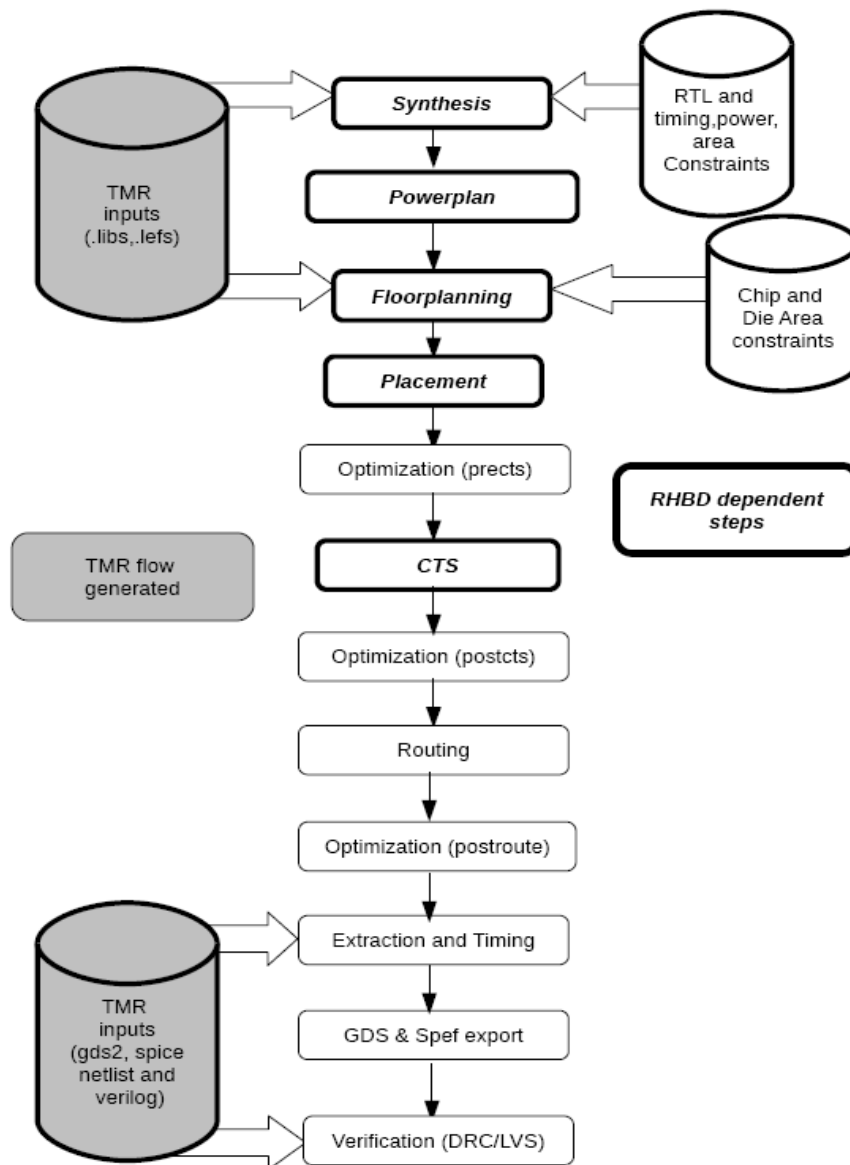 Synthesis
RTL and
timing,power,
area
Constraints
TMR
inputs
(.libs,.lefs)
Powerplan
Floorplanning
Chip and
Die Area
constraints
Placement
Optimization (prects)
RHBD dependent
steps
TMR flow
generated
CTS
Optimization (postcts)
Routing
Optimization (postroute)
Extraction and Timing
TMR
inputs
(gds2, spice
netlist and
verilog)
GDS & Spef export
Verification (DRC/LVS)